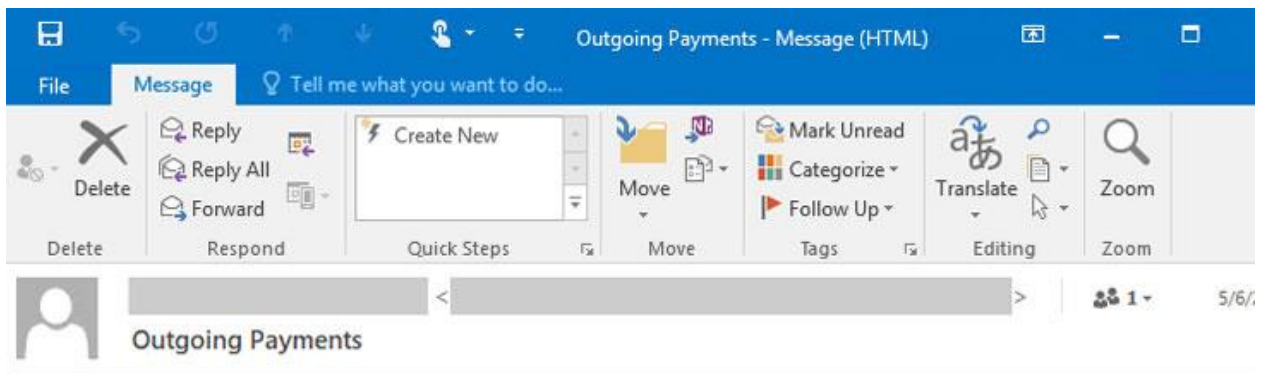 Outgoing Payments - Message (HTML)
File Message Tell me what you want to do...
Delete
Reply
Reply All
Forward
Create New
Move
Mark Unread
Categorize
Follow Up
Translate
Zoom
Delete Respond Quick Steps Move Tags Editing Zoom
< > 1 5/6/
Outgoing Payments